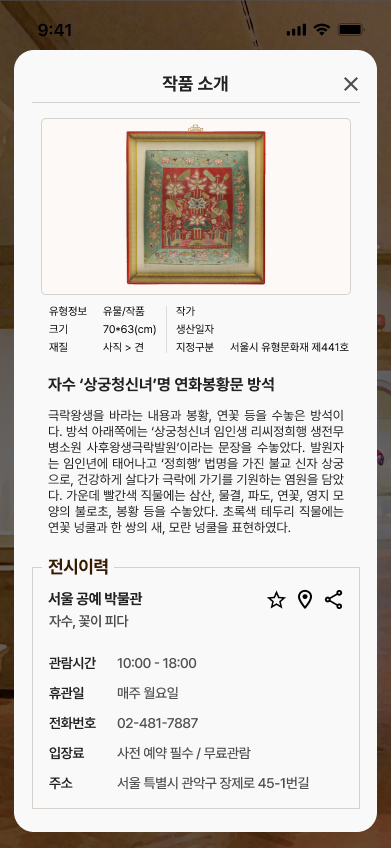 9:41
작품 소개
유형정보 유물/작품 작가
크기 70*63(cm) 생산일자
재질 사직 > 견 지정구분 서울시 유형문화재 제441호
자수 ‘상궁청신녀’명 연화봉황문 방석
극락왕생을 바라는 내용과 봉황, 연꽃 등을 수놓은 방석이
다. 방석 아래쪽에는 ‘상궁청신녀 임인생 리씨정희행 생전무
병소원 사후왕생극락발원’이라는 문장을 수놓았다. 발원자
는 임인년에 태어나고 ‘정희행’ 법명을 가진 불교 신자 상궁
으로, 건강하게 살다가 극락에 가기를 기원하는 염원을 담았
다. 가운데 빨간색 직물에는 삼산, 물결, 파도, 연꽃, 영지 모
양의 불로초, 봉황 등을 수놓았다. 초록색 테두리 직물에는
연꽃 넝쿨과 한 쌍의 새, 모란 넝쿨을 표현하였다.
전시이력
서울 공예 박물관
자수, 꽃이 피다
관람시간 10:00 - 18:00
휴관일 매주 월요일
전화번호 02-481-7887
입장료 사전 예약 필수 / 무료관람
주소 서울 특별시 관악구 장제로 45-1번길